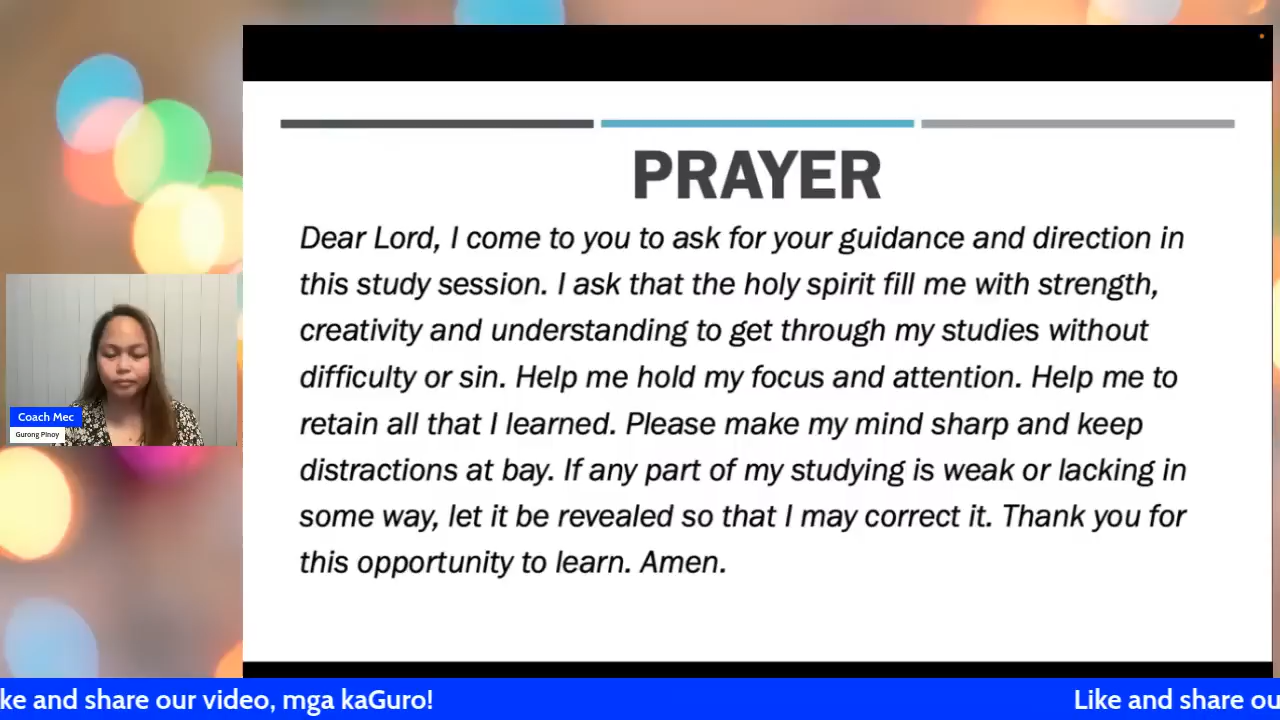 PRAYER
Dear Lord, I come to you to ask for your guidance and direction in
this study session. I ask that the holy spirit fill me with strength,
creativity and understanding to get through my studies without
difficulty or sin. Help me hold my focus and attention. Help me to
retain all that I learned. Please make my mind sharp and keep
distractions at bay. If any part of my studying is weak or lacking in
some way, let it be revealed so that I may correct it. Thank you for
this opportunity to learn. Amen.
Coach Mec
Gurong Pinoy
ke and share our video, mga kaGuro!
Like and share ou